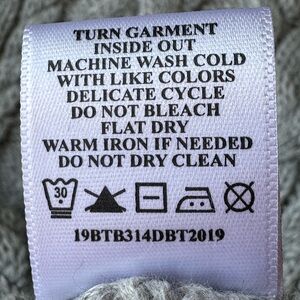 TURN GARMENT
INSIDE OUT
MACHINE WASH COLD
WITH LIKE COLORS
DELICATE CYCLE
DO NOT BLEACH
FLAT DRY
WARM IRON IF NEEDED
DO NOT DRY CLEAN
30
19BTB314DBT2019